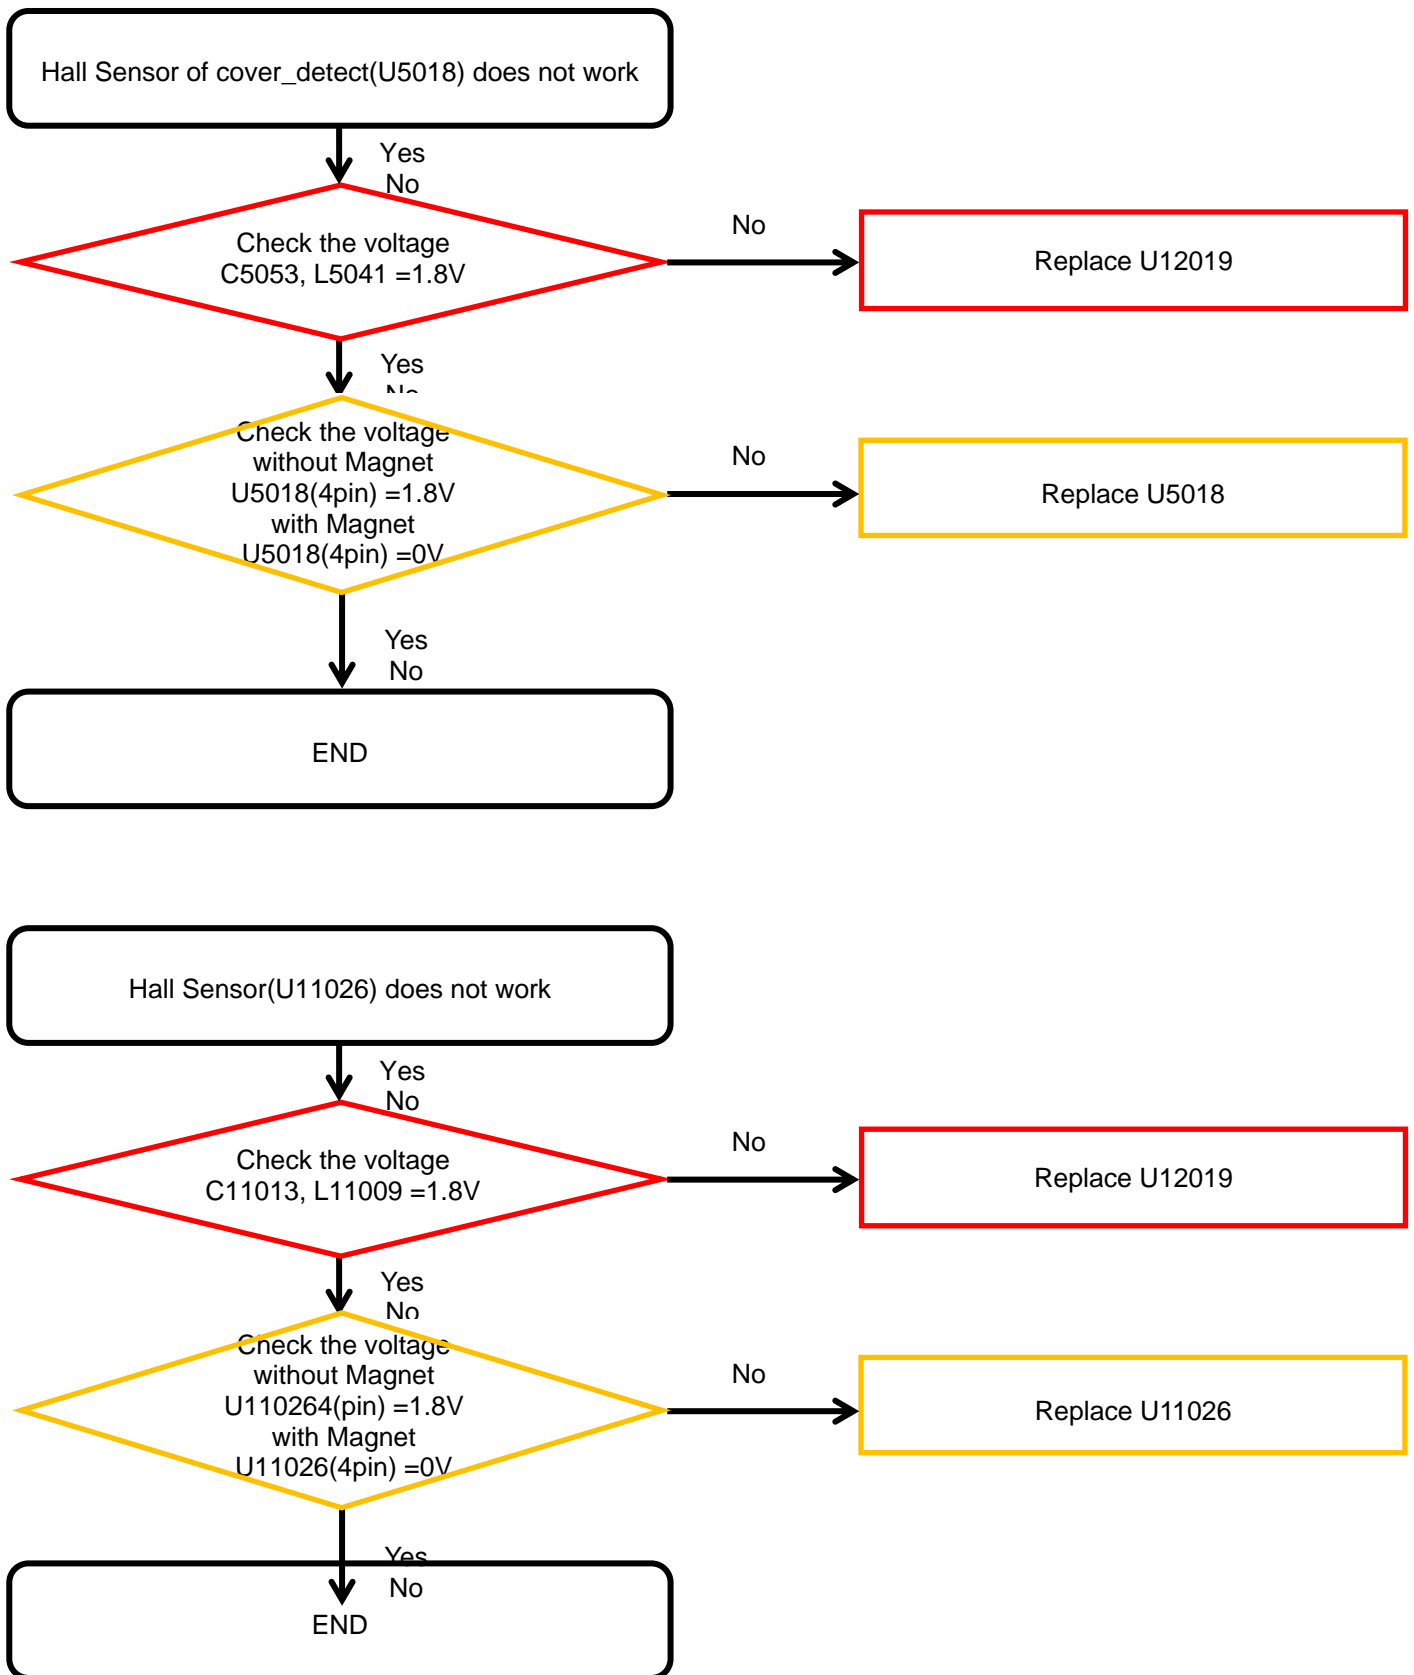 Hall Sensor of cover_detect(U5018) does not work
Yes
No
Check the voltage
C5053, L5041 =1.8V
No
Replace U12019
Yes
No
Check the voltage
without Magnet
U5018(4pin) =1.8V
with Magnet
U5018(4pin) =0V
No
Replace U5018
Yes
No
END
Hall Sensor(U11026) does not work
Yes
No
Check the voltage
C11013, L11009 =1.8V
No
Replace U12019
Yes
No
Check the voltage
without Magnet
U110264(pin) =1.8V
with Magnet
U11026(4pin) =0V
No
Replace U11026
Yes
No
END